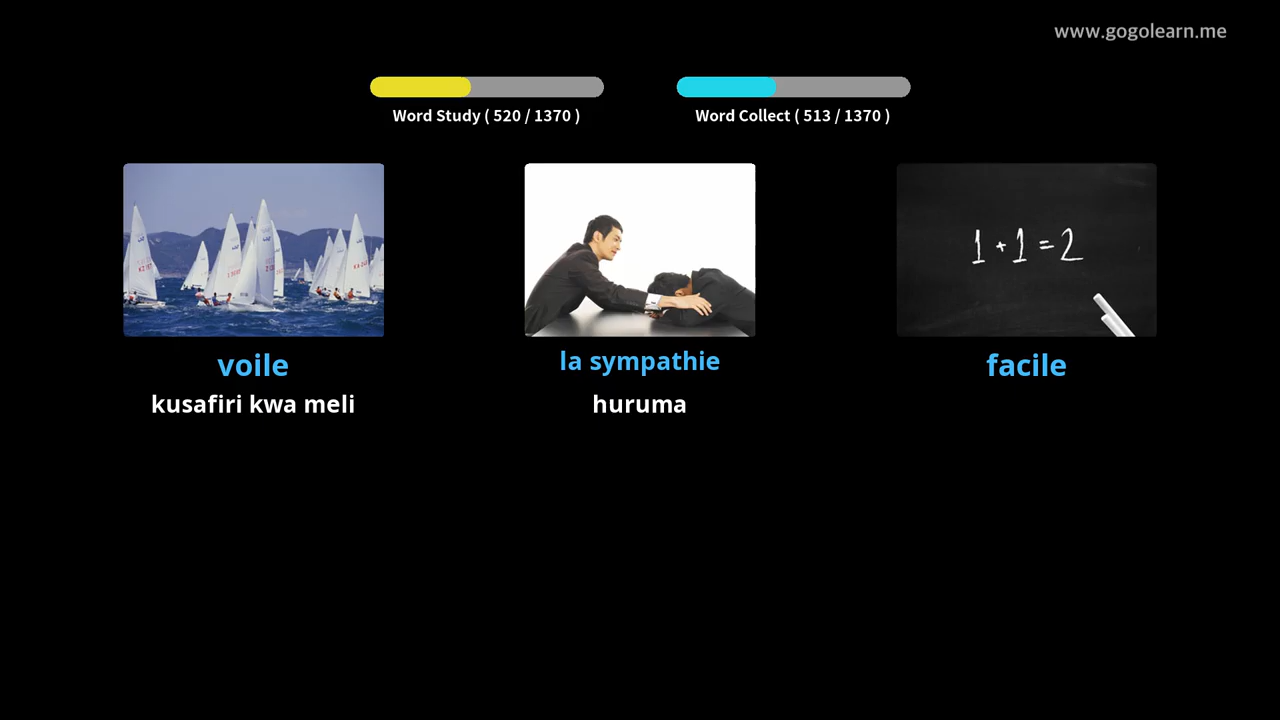 www.gogolearn.me
Word Study ( 520 / 1370 )
Word Collect ( 513 / 1370 )
1 + 1 = 2
voile
kusafiri kwa meli
la sympathie
huruma
facile